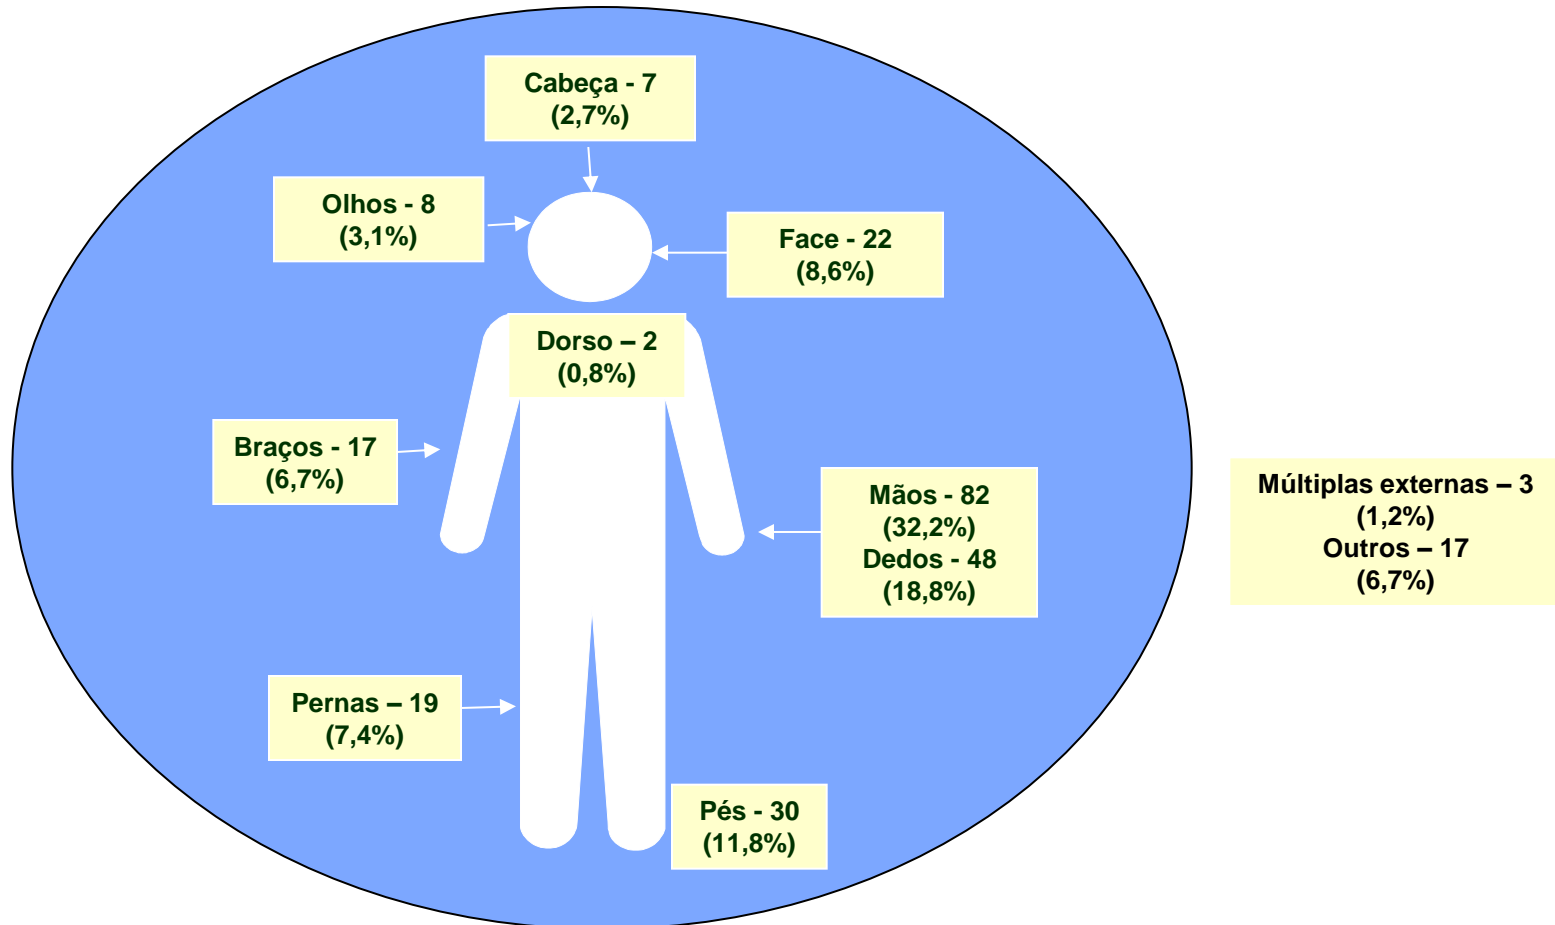 Cabeça - 7
(2,7%)
Olhos - 8
(3,1%)
Face - 22
(8,6%)
Dorso – 2
(0,8%)
Braços - 17
(6,7%)
Mãos - 82
(32,2%)
Dedos - 48
(18,8%)
Múltiplas externas – 3
(1,2%)
Outros – 17
(6,7%)
Pernas – 19
(7,4%)
Pés - 30
(11,8%)